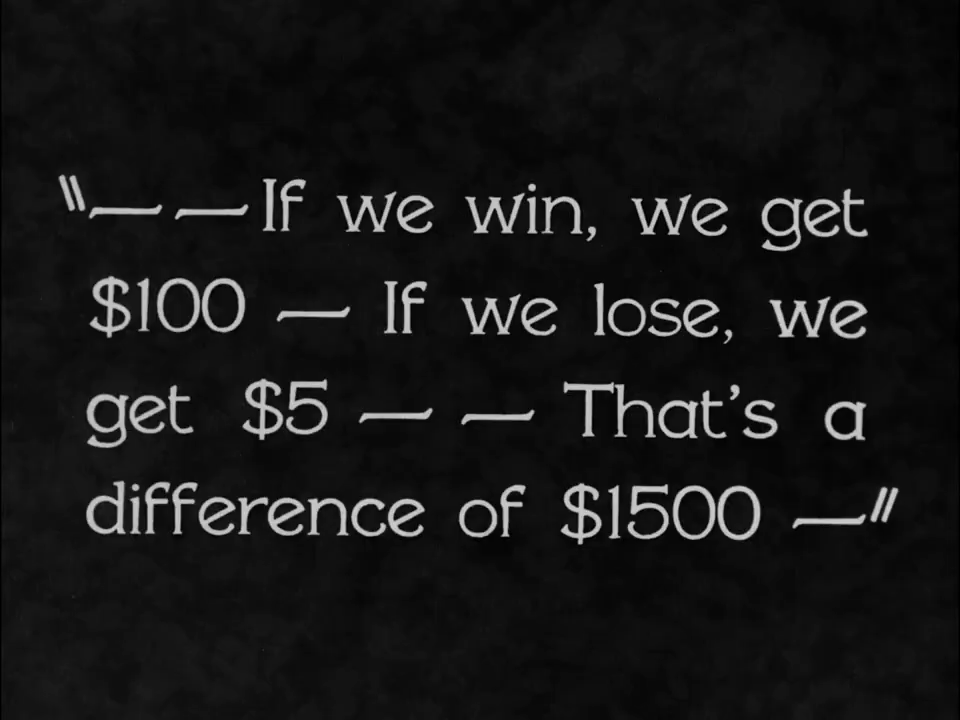 "— — If we win, we get
$100 — If we lose, we
get $5 — — That's a
difference of $1500 —"